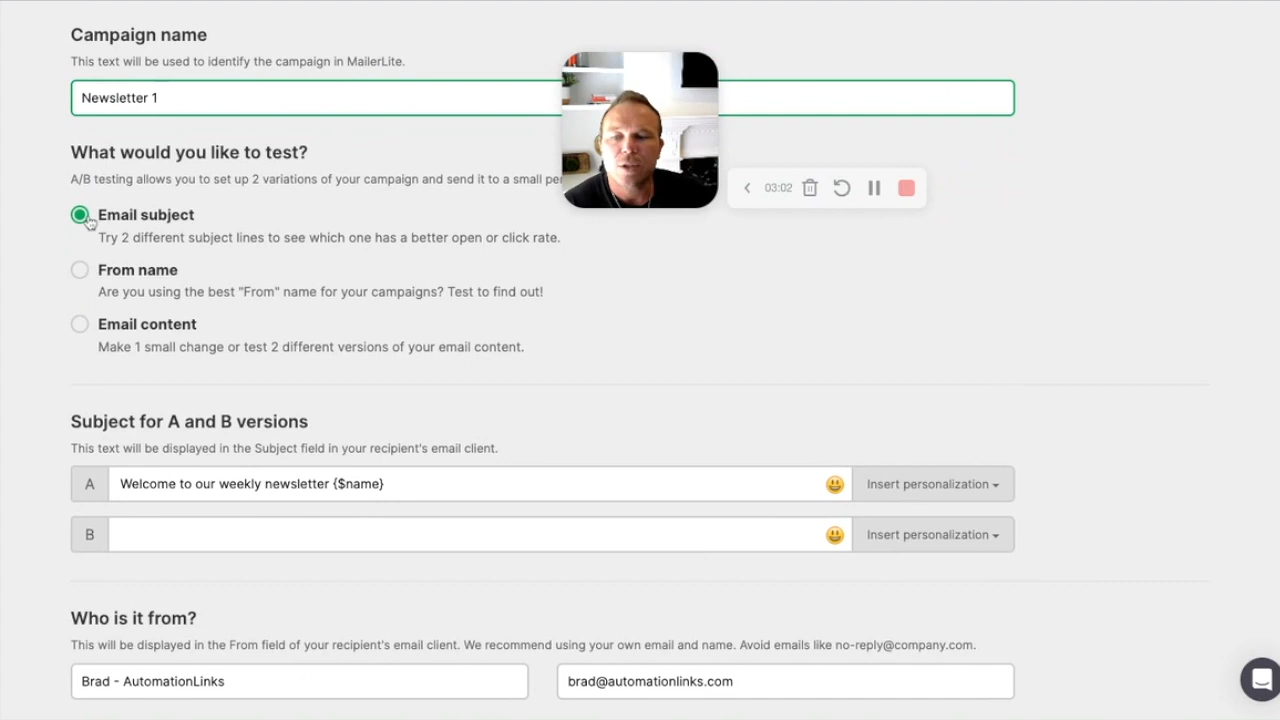 Campaign name
This text will be used to identify the campaign in MailerLite.
Newsletter 1
What would you like to test?
A/B testing allows you to set up 2 variations of your campaign and send it to a small
03:02
Email subject
Try 2 different subject lines to see which one has a better open or click rate.
From name
Are you using the best "From" name for your campaigns? Test to find out!
Email content
Make 1 small change or test 2 different versions of your email content.
Subject for A and B versions
This text will be displayed in the Subject field in your recipient's email client.
A Welcome to our weekly newsletter {$name} Insert personalization
B Insert personalization
Who is it from?
This will be displayed in the From field of your recipient's email client. We recommend using your own email and name. Avoid emails like no-reply@company.com.
Brad - AutomationLinks brad@automationlinks.com